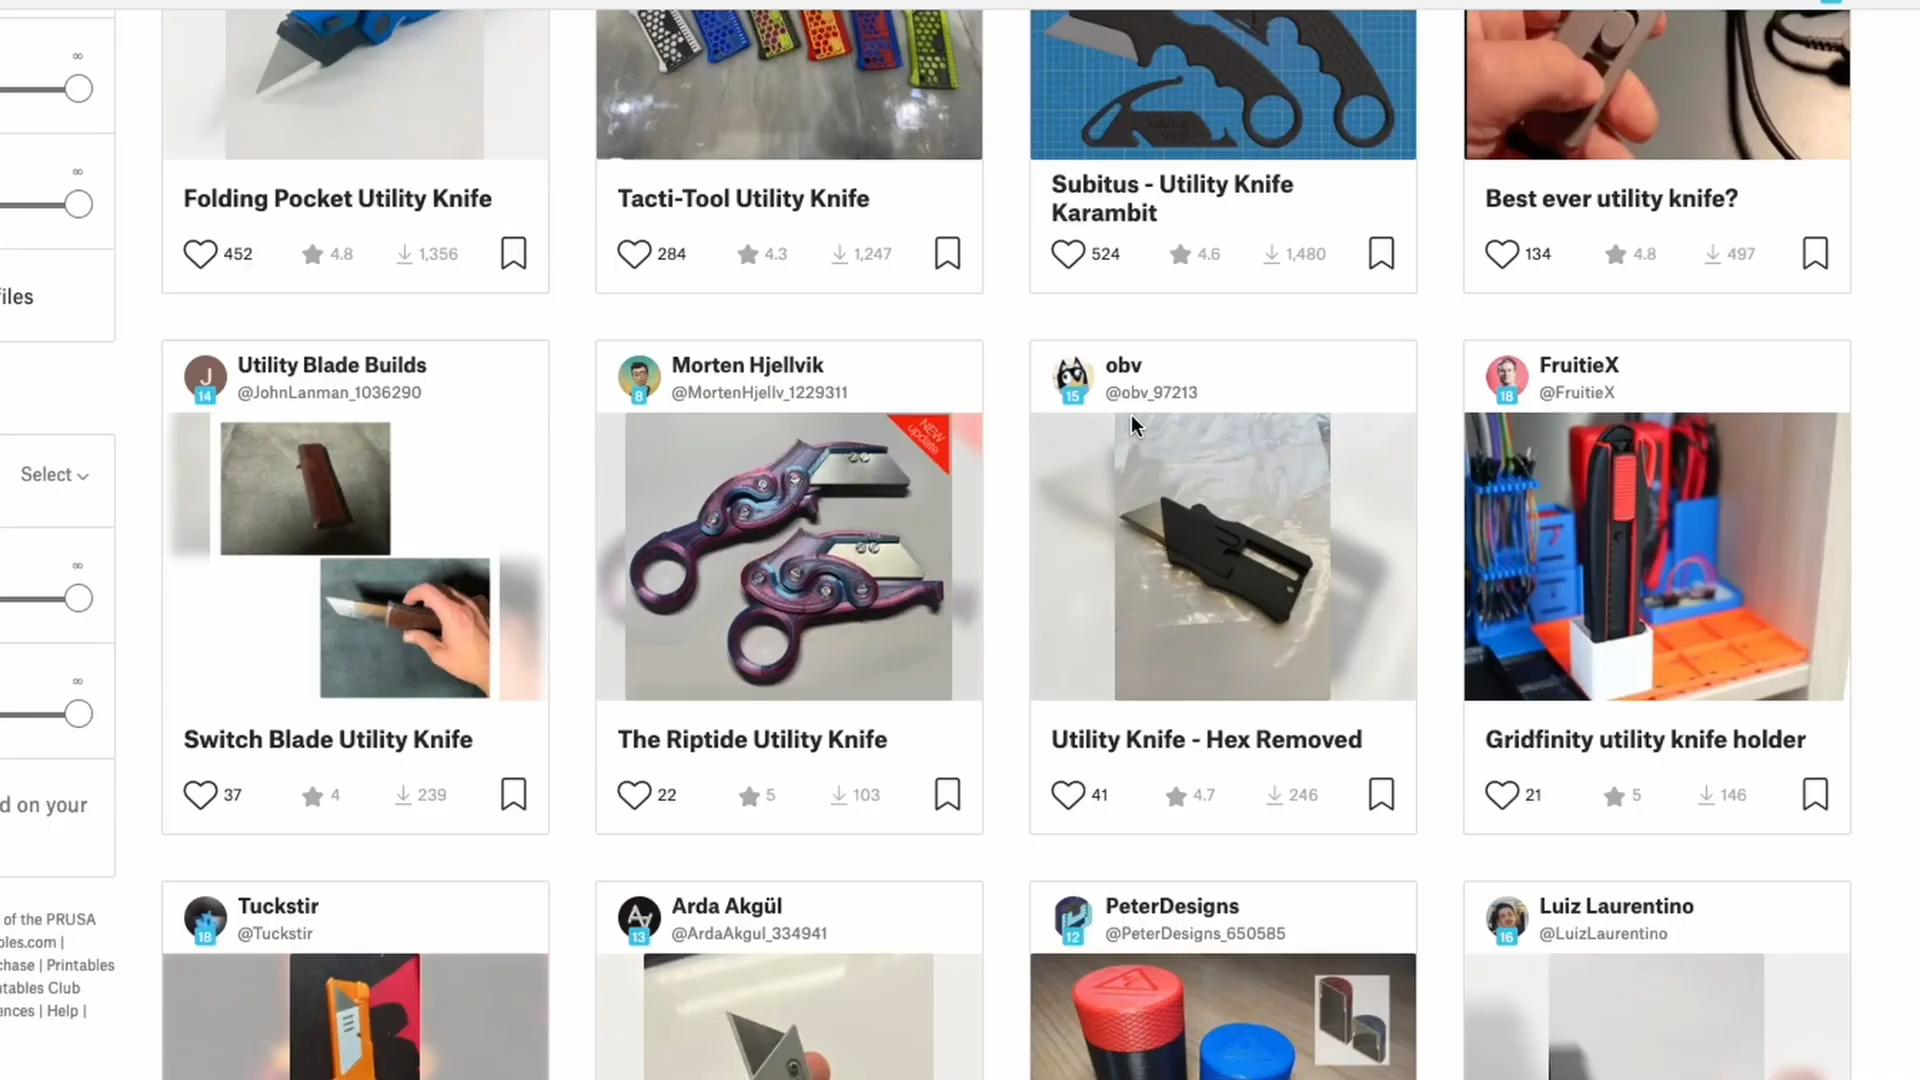 ∞
∞
files
Select
∞
∞
d on your
of the PRUSA
bles.com |
chase | Printables
ntables Club
ences | Help |
Subitus
Folding Pocket Utility Knife
452 4.8 1,356
Tacti-Tool Utility Knife
284 4.3 1,247
Subitus - Utility Knife
Karambit
524 4.6 1,480
Best ever utility knife?
134 4.8 497
J
14
Utility Blade Builds
@JohnLanman_1036290
Switch Blade Utility Knife
37 4 239
8
Morten Hjellvik
@MortenHjellv_1229311
NEW
update
The Riptide Utility Knife
22 5 103
15
obv
@obv_97213
Utility Knife - Hex Removed
41 4.7 246
18
FruitieX
@FruitieX
Gridfinity utility knife holder
21 5 146
18
Tuckstir
@Tuckstir
13
Arda Akgül
@ArdaAkgul_334941
12
PeterDesigns
@PeterDesigns_650585
16
Luiz Laurentino
@LuizLaurentino